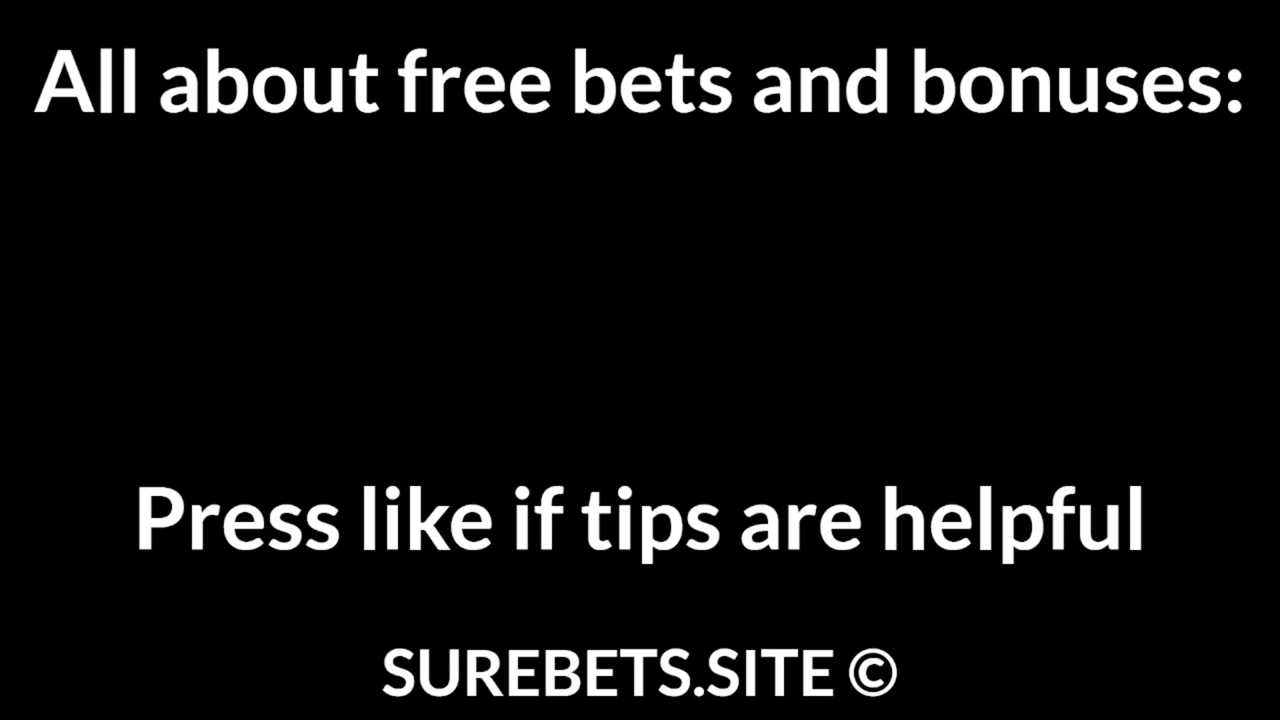 All about free bets and bonuses:
Press like if tips are helpful
SUREBETS.SITE ©